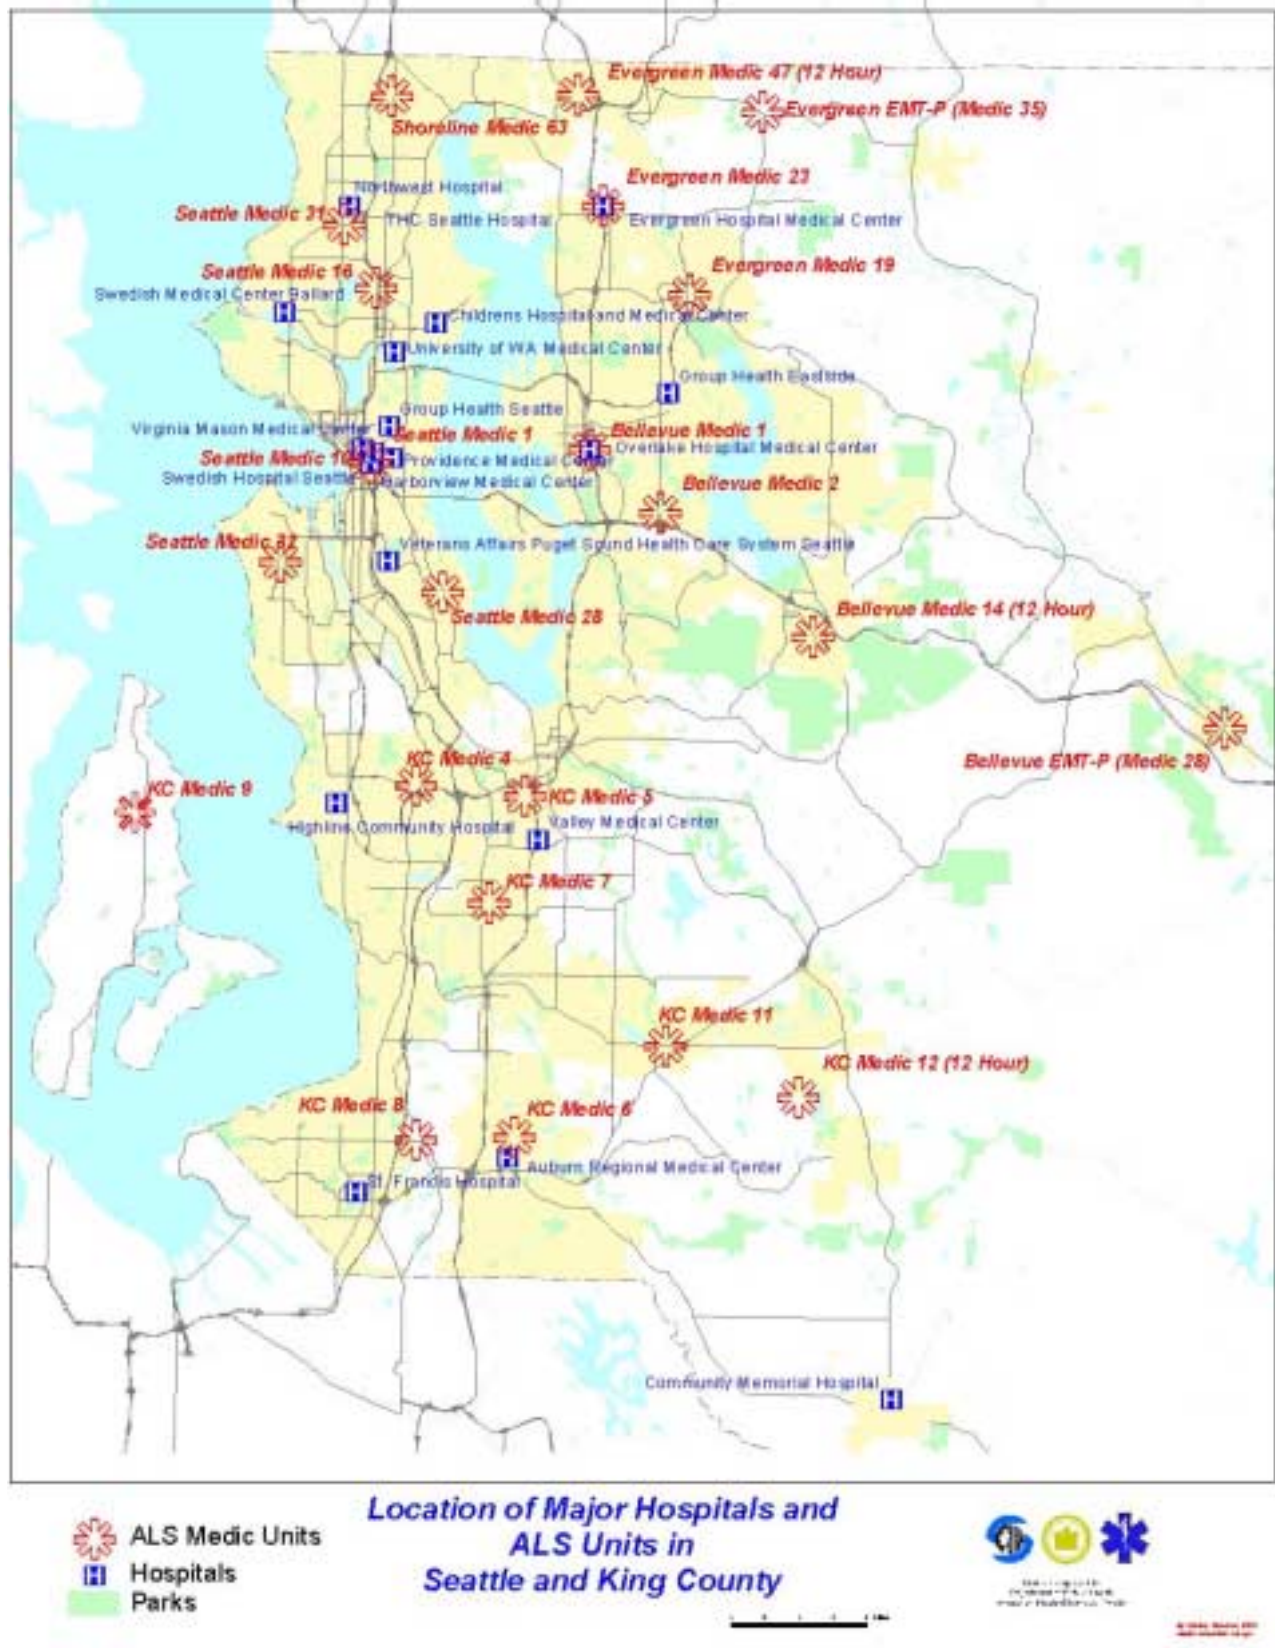 Evergreen Medic 47 (12 Hour)
Evergreen EMT-P (Medic 35)
Shoreline Medic 63
Evergreen Medic 23
Northwest Hospital
Seattle Medic 31
THC Seattle Hospital
Evergreen Hospital Medical Center
Seattle Medic 16
Evergreen Medic 19
Swedish Medical Center Ballard
Childrens Hospital and Medical Center
University of WA Medical Center
Group Health Eastside
Group Health Seattle
Virginia Mason Medical Center
Seattle Medic 1
Bellevue Medic 1
Overlake Hospital Medical Center
Seattle Medic 10
Providence Medical Center
Swedish Hospital Seattle
Harborview Medical Center
Bellevue Medic 2
Seattle Medic 32
Veterans Affairs Puget Sound Health Care System Seattle
Seattle Medic 28
Bellevue Medic 14 (12 Hour)
KC Medic 4
Bellevue EMT-P (Medic 28)
KC Medic 9
KC Medic 5
Highline Community Hospital
Valley Medical Center
KC Medic 7
KC Medic 11
KC Medic 12 (12 Hour)
KC Medic 8
KC Medic 6
Auburn Regional Medical Center
St. Francis Hospital
Community Memorial Hospital
ALS Medic Units
H Hospitals
Parks
Location of Major Hospitals and
ALS Units in
Seattle and King County